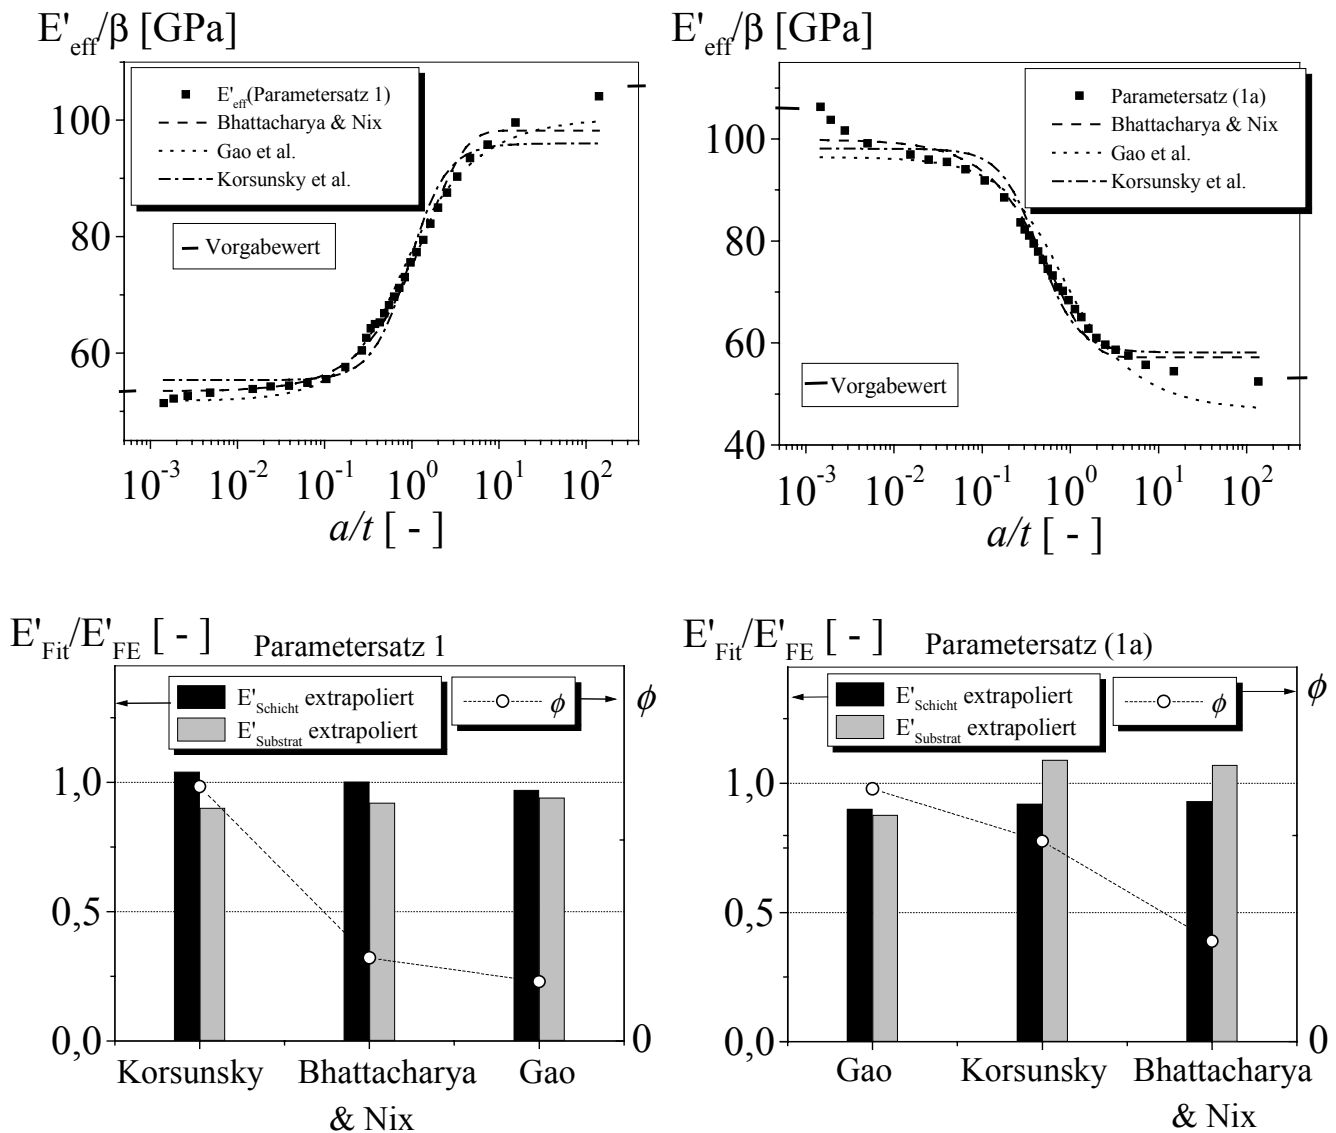 E'eff/β [GPa]
E'eff(Parametersatz 1)
Bhattacharya & Nix
Gao et al.
Korsunsky et al.
Vorgabewert
100
80
60
10-3 10-2 10-1 100 101 102
a/t [ - ]
E'eff/β [GPa]
Parametersatz (1a)
Bhattacharya & Nix
Gao et al.
Korsunsky et al.
Vorgabewert
100
80
60
40
10-3 10-2 10-1 100 101 102
a/t [ - ]
E'Fit/E'FE [ - ] Parametersatz 1
E'Schicht extrapoliert
E'Substrat extrapoliert
ϕ
ϕ
1,0
0,5
0,0
0
Korsunsky Bhattacharya Gao
& Nix
E'Fit/E'FE [ - ] Parametersatz (1a)
E'Schicht extrapoliert
E'Substrat extrapoliert
ϕ
ϕ
1,0
0,5
0,0
0
Gao Korsunsky Bhattacharya
& Nix